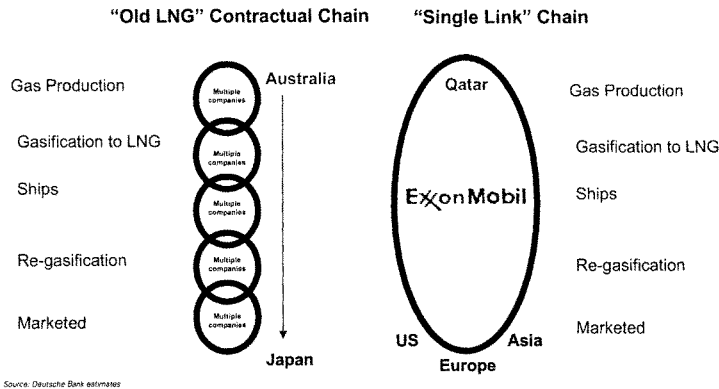 "Old LNG" Contractual Chain
"Single Link" Chain
Gas Production
Gasification to LNG
Ships
Re-gasification
Marketed
Multiple
companies
Multiple
companies
Multiple
companies
Multiple
companies
Multiple
companies
Australia
Japan
Qatar
ExxonMobil
US
Europe
Asia
Gas Production
Gasification to LNG
Ships
Re-gasification
Marketed
Source: Deutsche Bank estimates